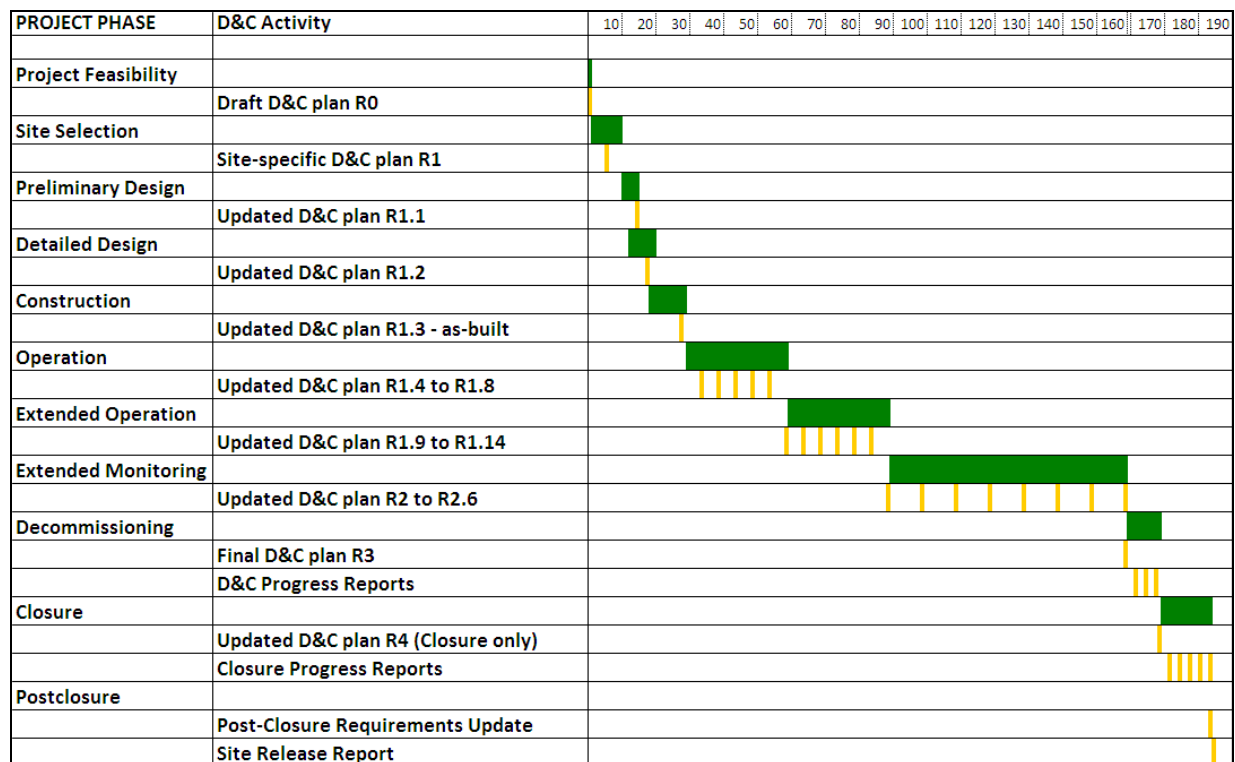 PROJECT PHASE D&C Activity 10 20 30 40 50 60 70 80 90 100 110 120 130 140 150 160 170 180 190
Project Feasibility
Draft D&C plan R0
Site Selection
Site-specific D&C plan R1
Preliminary Design
Updated D&C plan R1.1
Detailed Design
Updated D&C plan R1.2
Construction
Updated D&C plan R1.3 - as-built
Operation
Updated D&C plan R1.4 to R1.8
Extended Operation
Updated D&C plan R1.9 to R1.14
Extended Monitoring
Updated D&C plan R2 to R2.6
Decommissioning
Final D&C plan R3
D&C Progress Reports
Closure
Updated D&C plan R4 (Closure only)
Closure Progress Reports
Postclosure
Post-Closure Requirements Update
Site Release Report